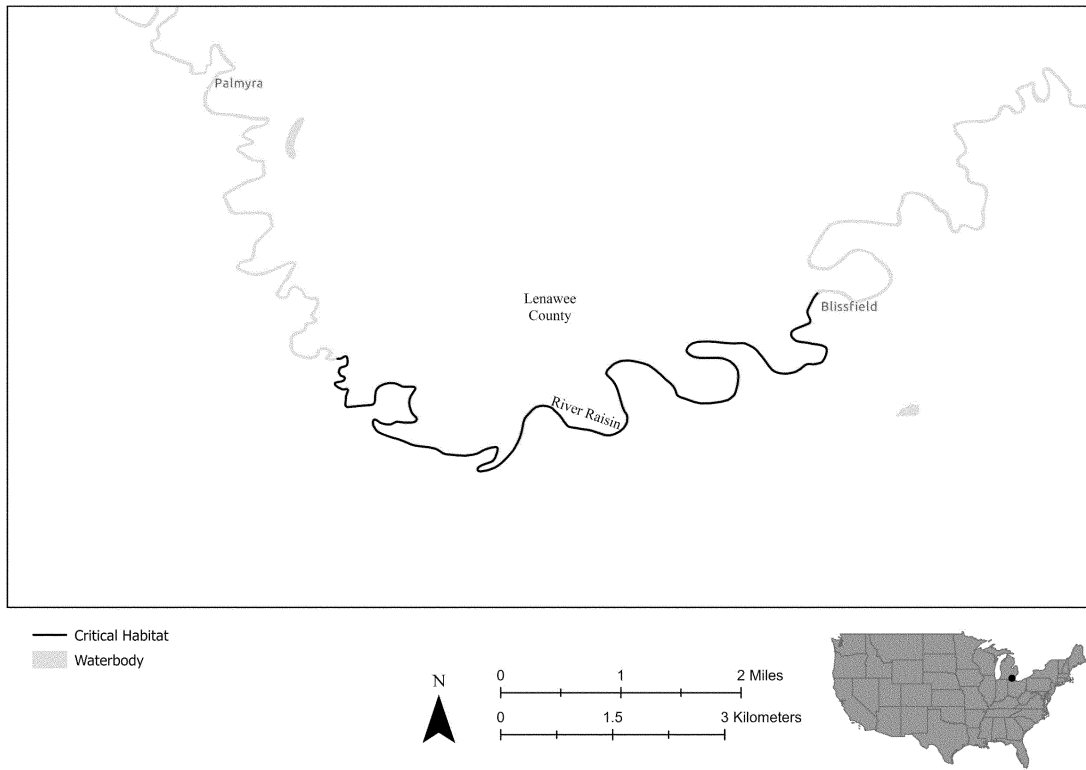 Palmyra
Lenawee
County
Blissfield
River Raisin
Critical Habitat
Waterbody
N
0 1 2 Miles
0 1.5 3 Kilometers